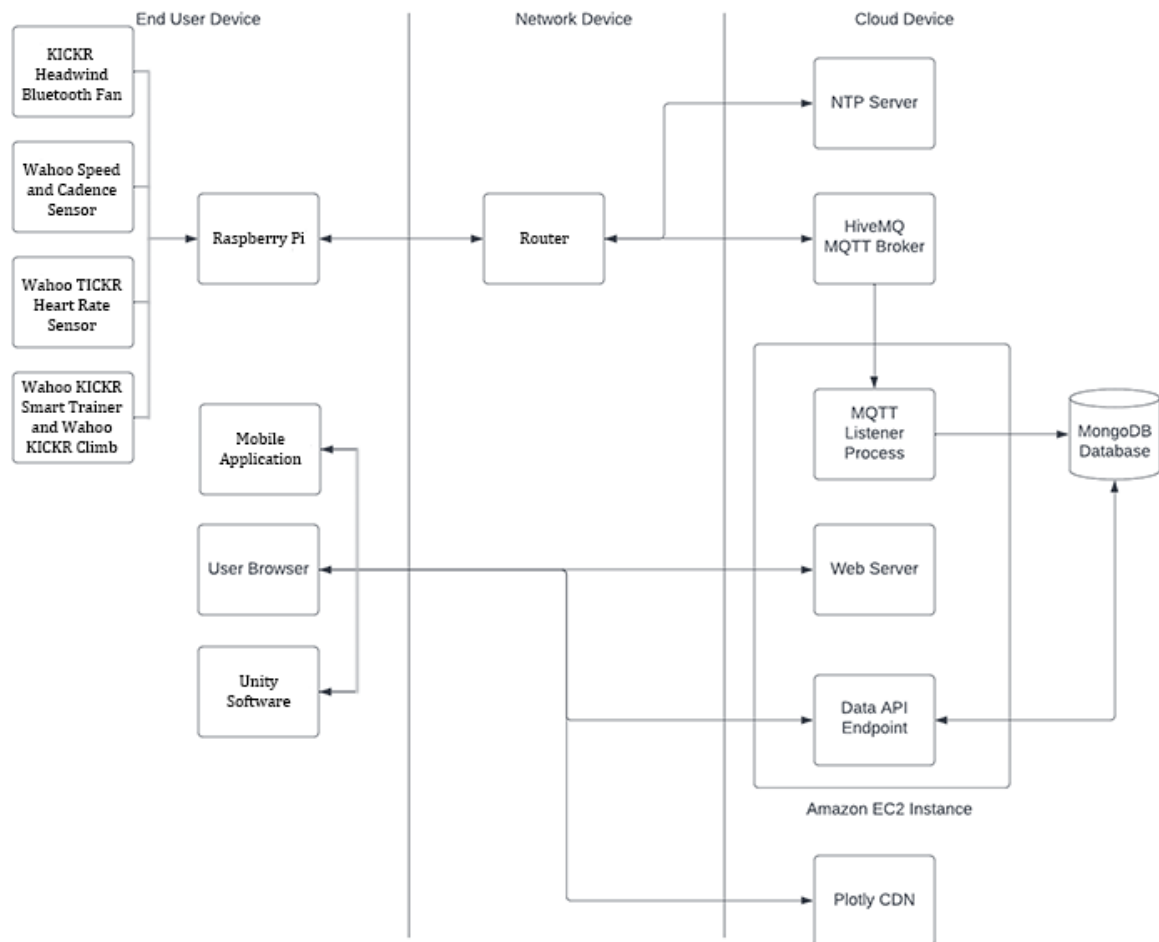 End User Device
Network Device
Cloud Device
KICKR
Headwind
Bluetooth Fan
Wahoo Speed
and Cadence
Sensor
Wahoo TICKR
Heart Rate
Sensor
Wahoo KICKR
Smart Trainer
and Wahoo
KICKR Climb
Raspberry Pi
Mobile
Application
User Browser
Unity
Software
Router
NTP Server
HiveMQ
MQTT Broker
MQTT
Listener
Process
MongoDB
Database
Web Server
Data API
Endpoint
Amazon EC2 Instance
Plotly CDN